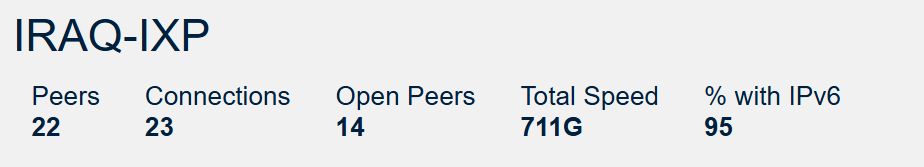 IRAQ-IXP
Peers Connections Open Peers Total Speed % with IPv6
22 23 14 711G 95